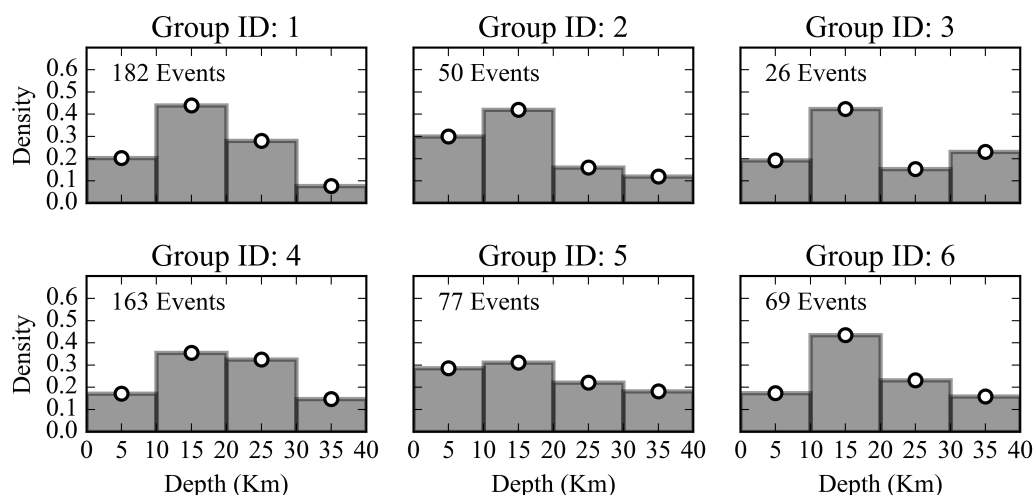 Group ID: 1 Group ID: 2 Group ID: 3
182 Events 50 Events 26 Events
Density
0.6
0.5
0.4
0.3
0.2
0.1
0.0
Group ID: 4 Group ID: 5 Group ID: 6
163 Events 77 Events 69 Events
Density
0.6
0.5
0.4
0.3
0.2
0.1
0.0
0 5 10 15 20 25 30 35 40 0 5 10 15 20 25 30 35 40 0 5 10 15 20 25 30 35 40
Depth (Km) Depth (Km) Depth (Km)